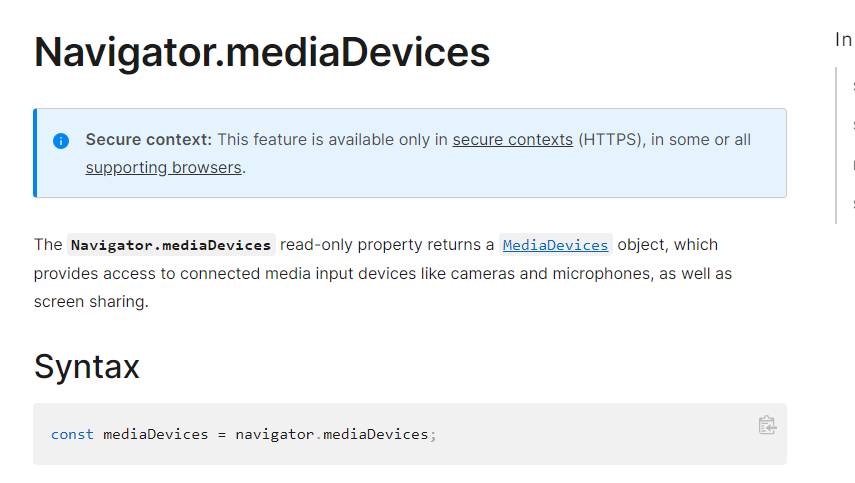 Navigator.mediaDevices
In
Secure context: This feature is available only in secure contexts (HTTPS), in some or all
supporting browsers.
The Navigator.mediaDevices read-only property returns a MediaDevices object, which
provides access to connected media input devices like cameras and microphones, as well as
screen sharing.
Syntax
const mediaDevices = navigator.mediaDevices;